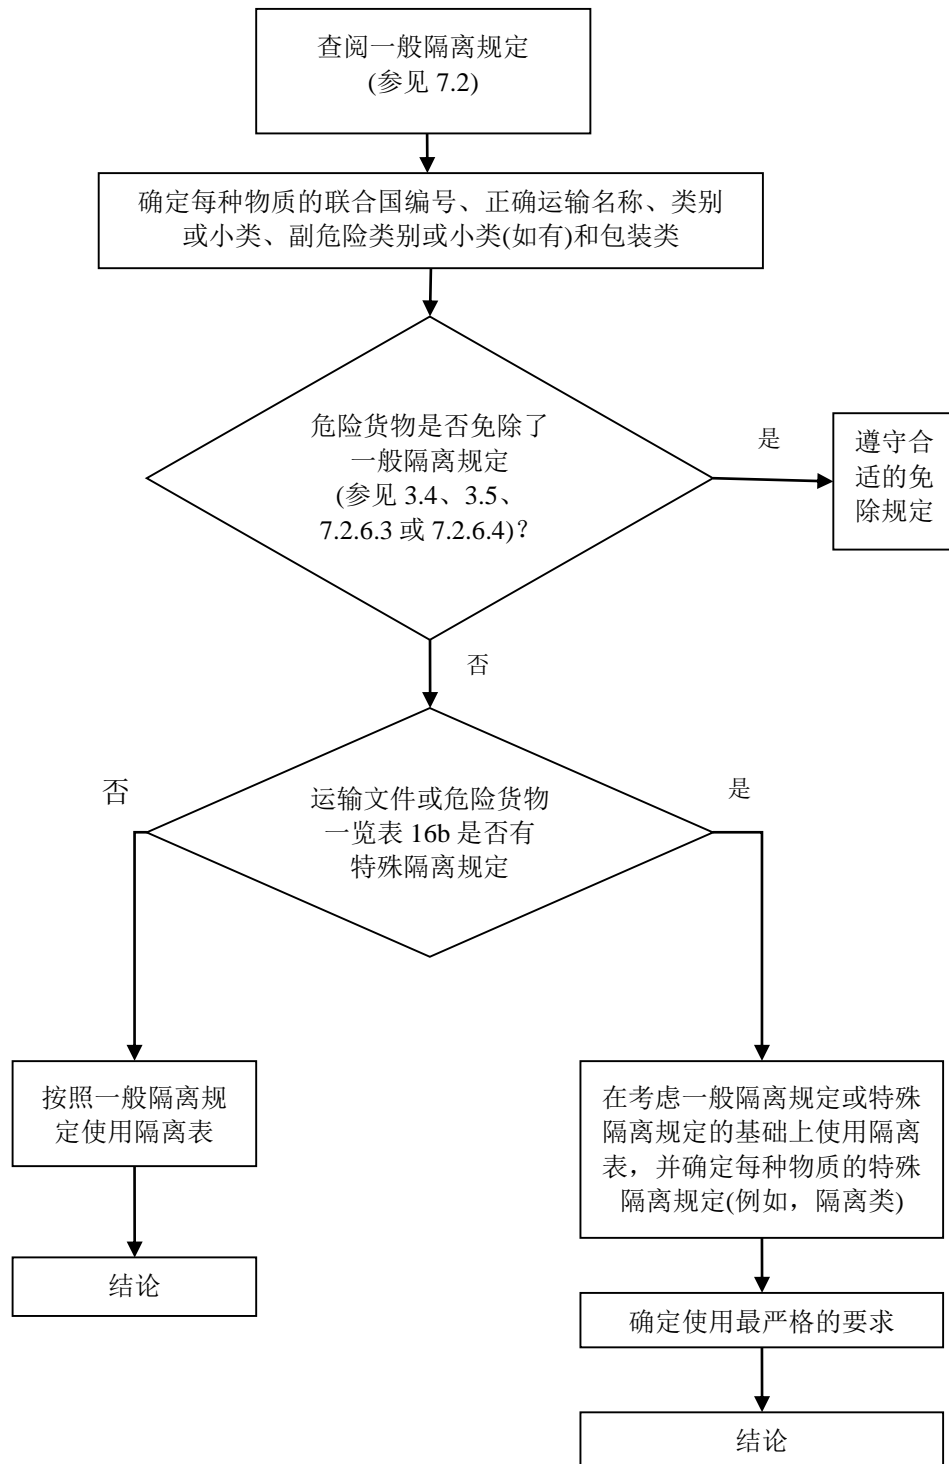 查阅一般隔离规定
(参见 7.2)
确定每种物质的联合国编号、正确运输名称、类别
或小类、副危险类别或小类(如有)和包装类
危险货物是否免除了
一般隔离规定
(参见 3.4、3.5、
7.2.6.3 或 7.2.6.4)？
是
遵守合
适的免
除规定
否
运输文件或危险货物
一览表 16b 是否有
特殊隔离规定
否
是
按照一般隔离规
定使用隔离表
结论
在考虑一般隔离规定或特殊
隔离规定的基础上使用隔离
表，并确定每种物质的特殊
隔离规定(例如，隔离类)
确定使用最严格的要求
结论